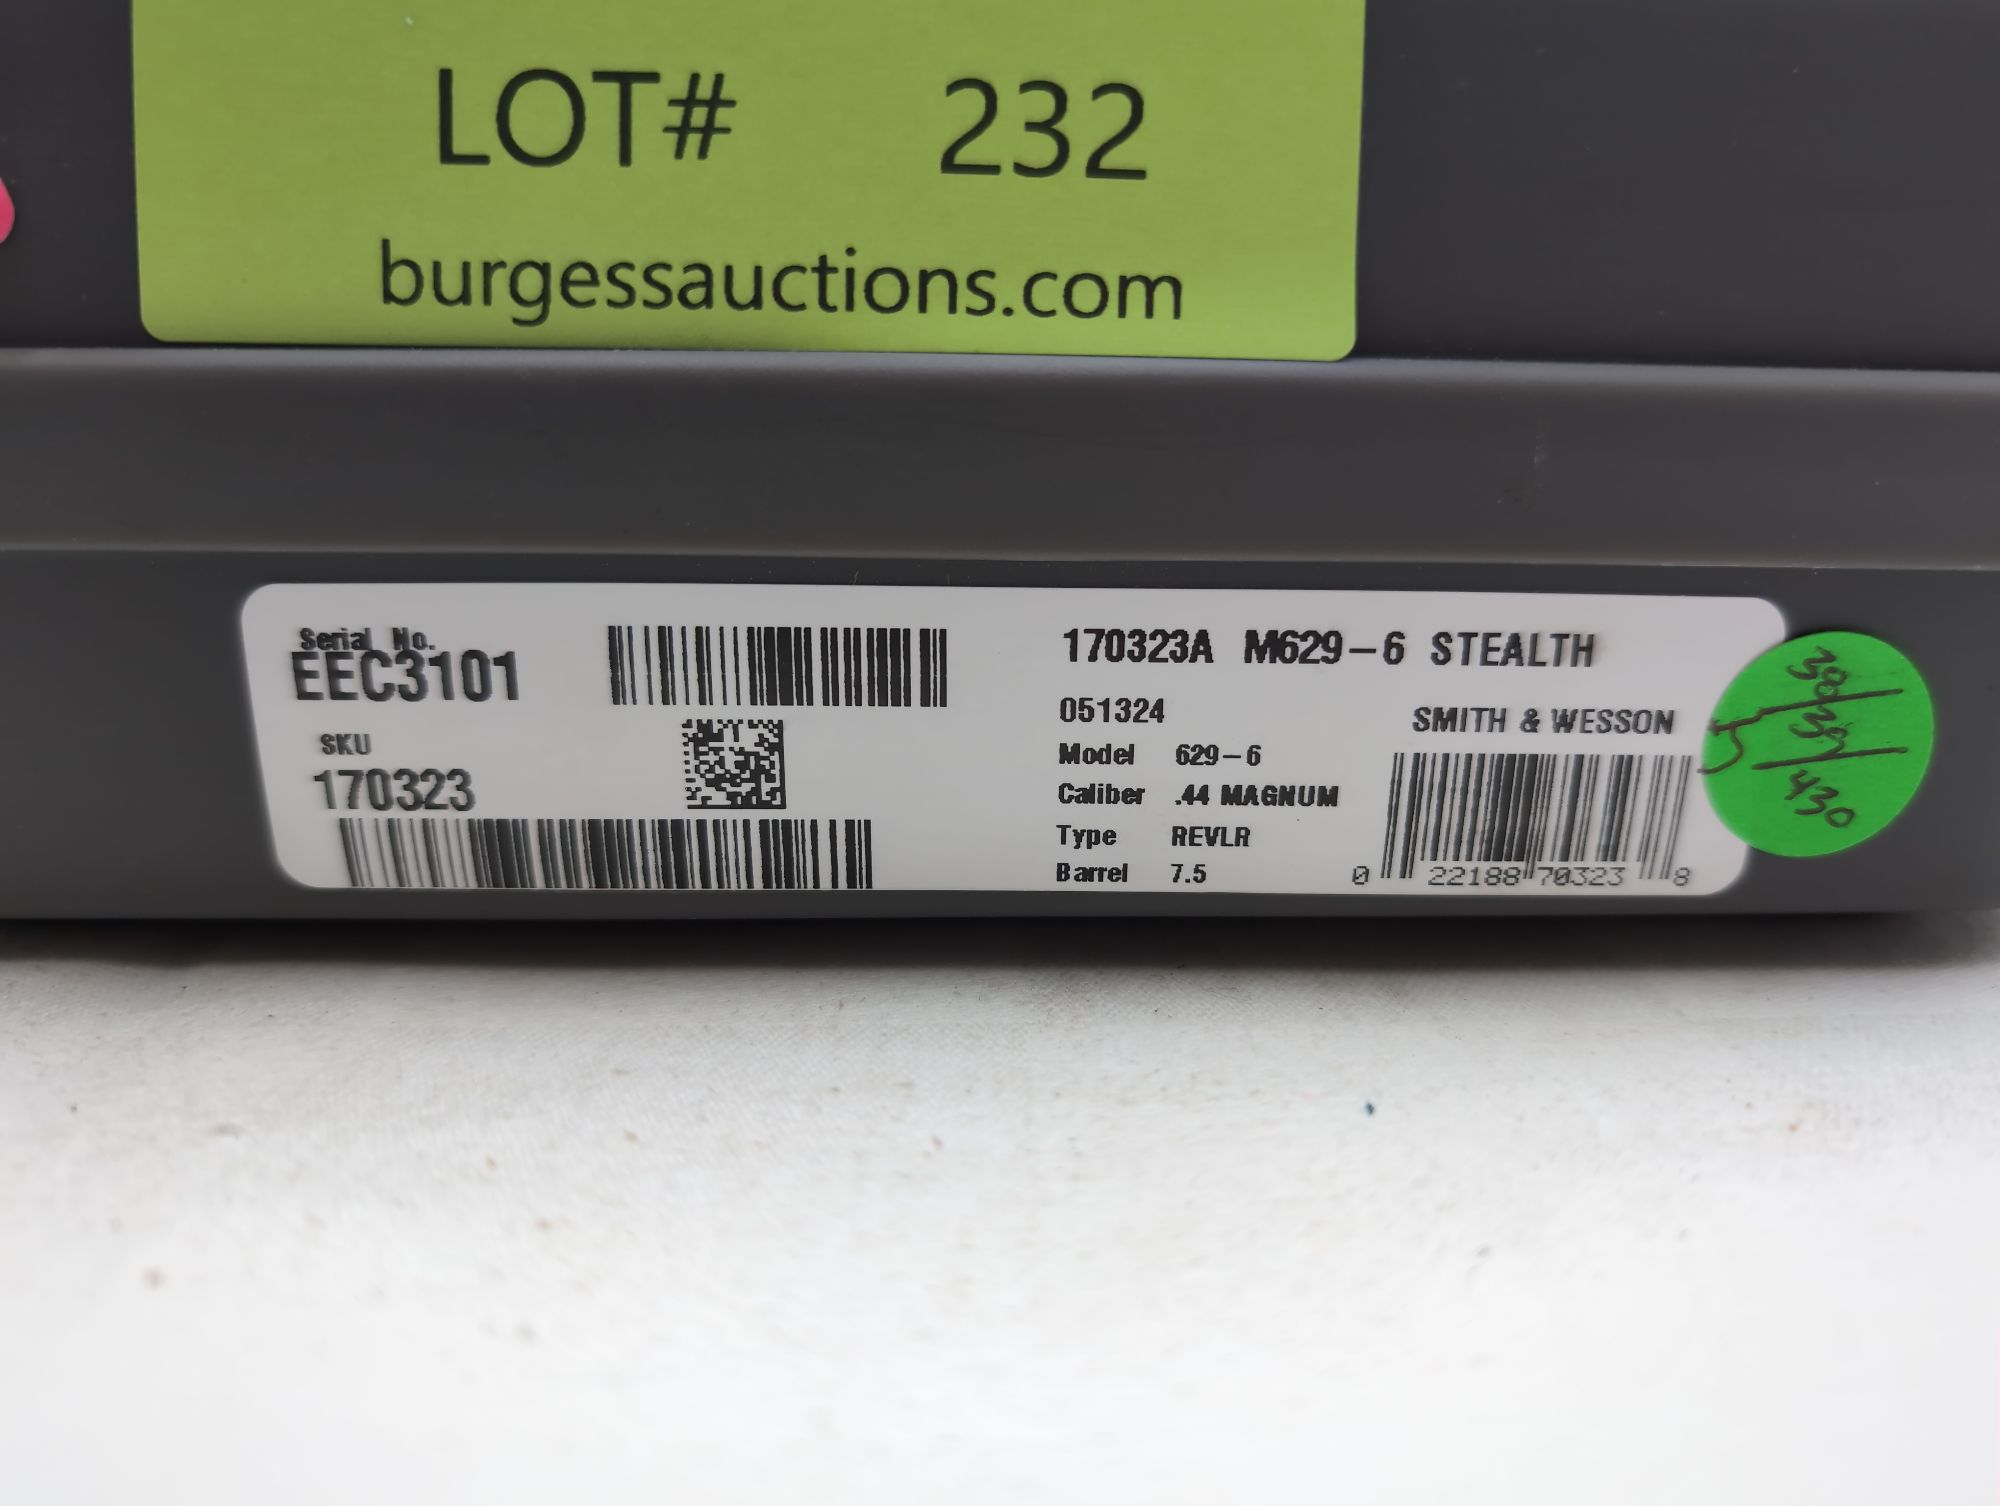 LOT# 232
burgessauctions.com
Serial No.
EEC3101
SKU
170323
170323A M629-6 STEALTH
051324
SMITH & WESSON
Model 629-6
Caliber .44 MAGNUM
Type REVLR
Barrel 7.5
0 22188 70323 8
430